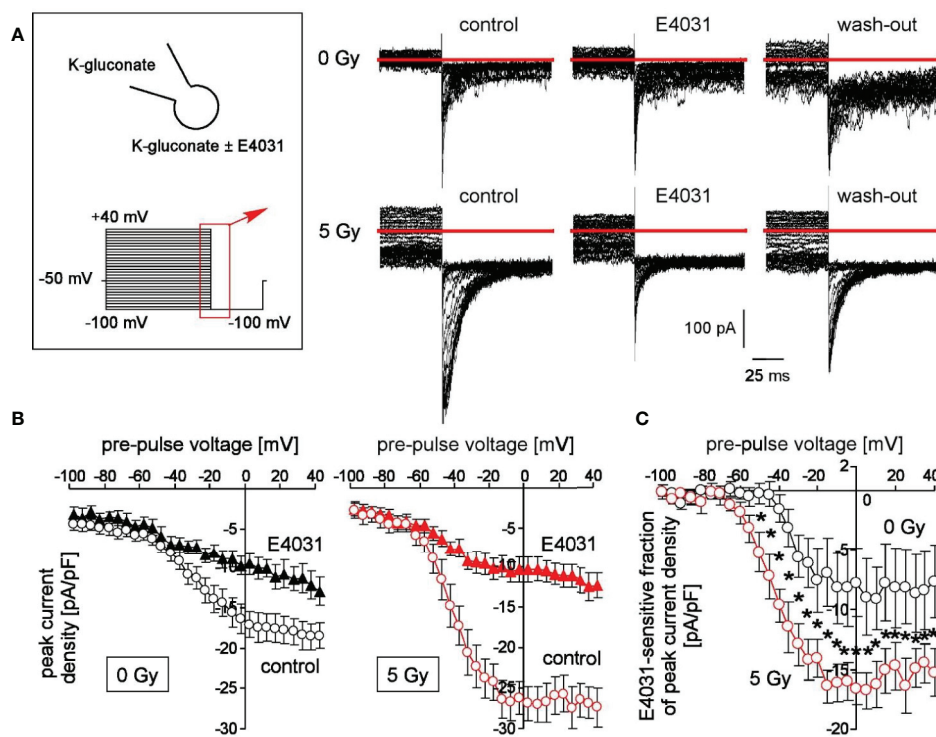 A
K-gluconate
K-gluconate ± E4031
+40 mV
-50 mV
-100 mV
-100 mV
control
E4031
wash-out
0 Gy
control
E4031
wash-out
5 Gy
100 pA
25 ms
B
pre-pulse voltage [mV]
-100 -80 -60 -40 -20 0 20 40
-5
-10
-15
-20
-25
-30
peak current
density [pA/pF]
E4031
control
0 Gy
pre-pulse voltage [mV]
-100 -80 -60 -40 -20 0 20 40
-5
-10
-15
-20
-25
-30
E4031
control
5 Gy
C
pre-pulse voltage [mV]
-100 -80 -60 -40 -20 0 20 40
2
0 Gy
-5
-10
-15
-20
E4031-sensitive fraction
of peak current density
[pA/pF]
5 Gy
* * * * * * * * * * * * * * * * * * *